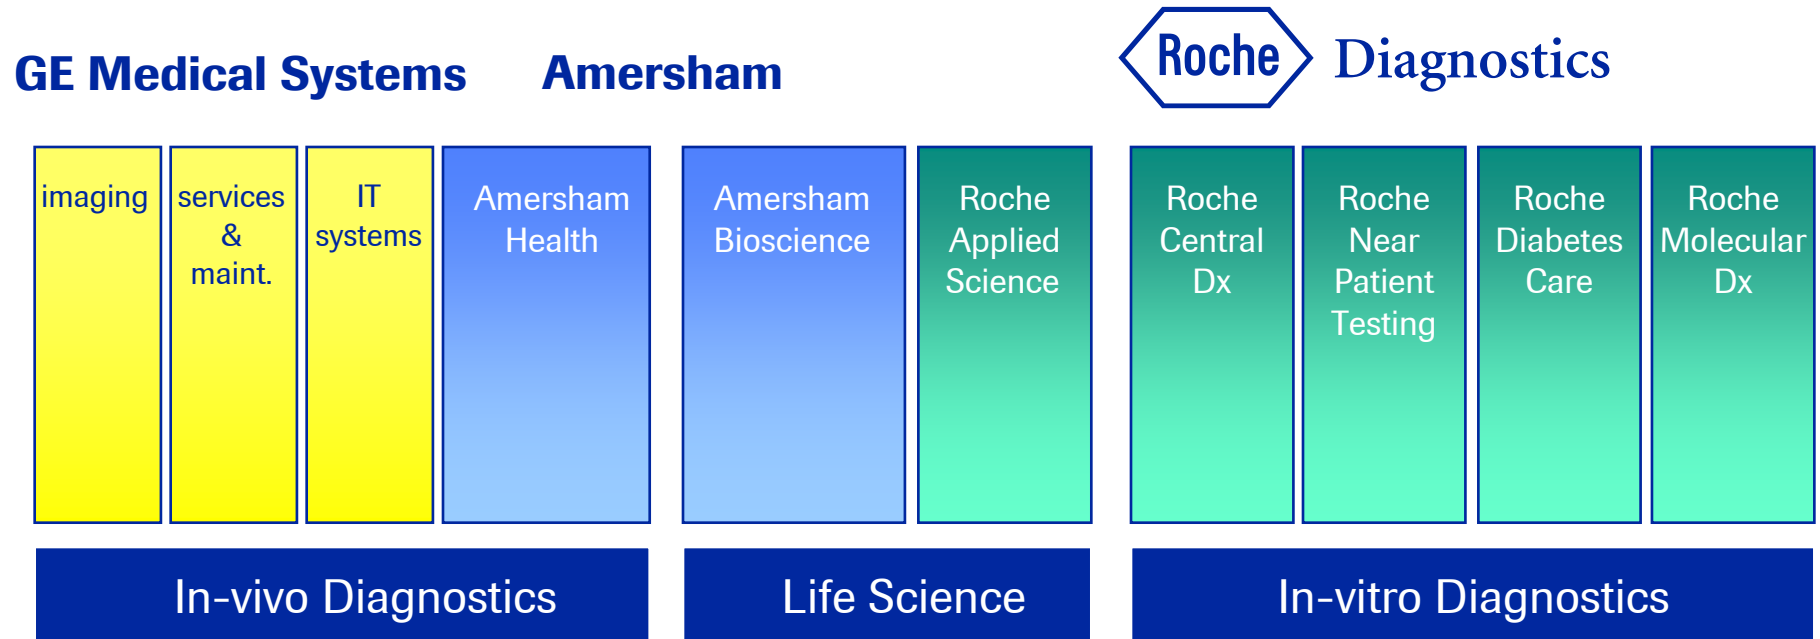 GE Medical Systems
Amersham
Roche Diagnostics
imaging
services
&
maint.
IT
systems
Amersham
Health
Amersham
Bioscience
Roche
Applied
Science
Roche
Central
Dx
Roche
Near
Patient
Testing
Roche
Diabetes
Care
Roche
Molecular
Dx
In-vivo Diagnostics
Life Science
In-vitro Diagnostics